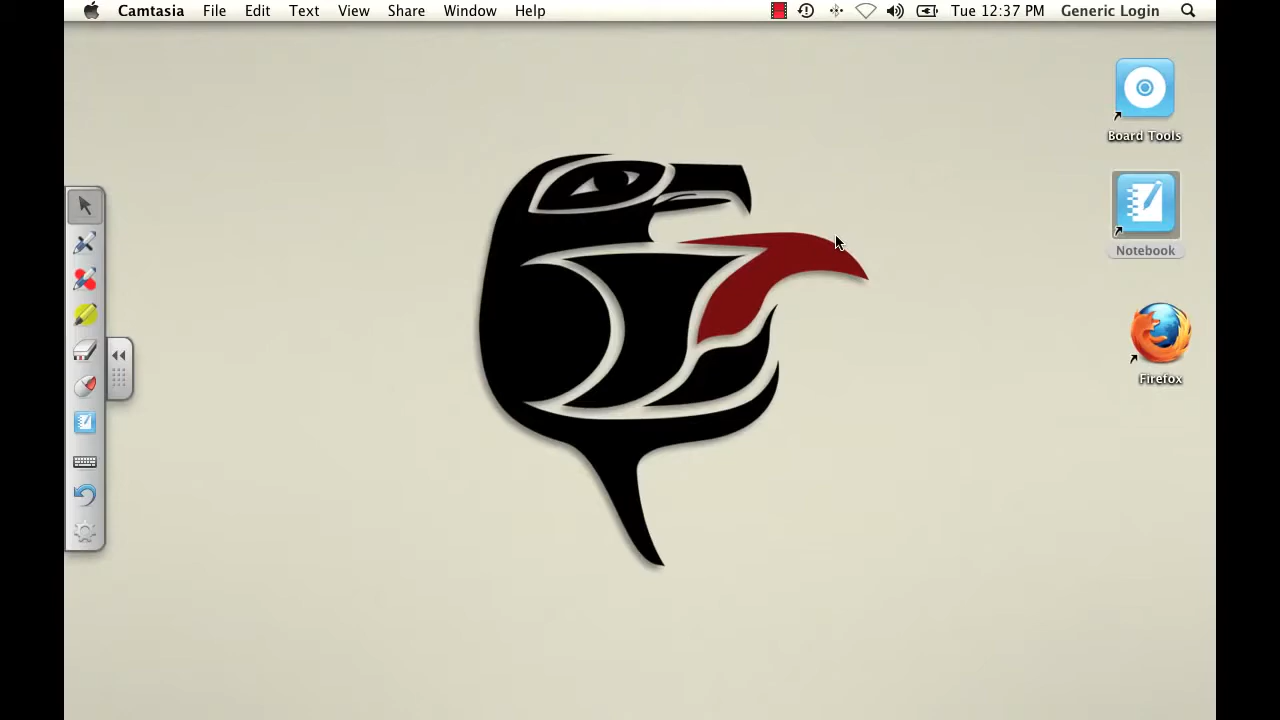 Camtasia File Edit Text View Share Window Help Tue 12:37 PM Generic Login
Board Tools
Notebook
Firefox